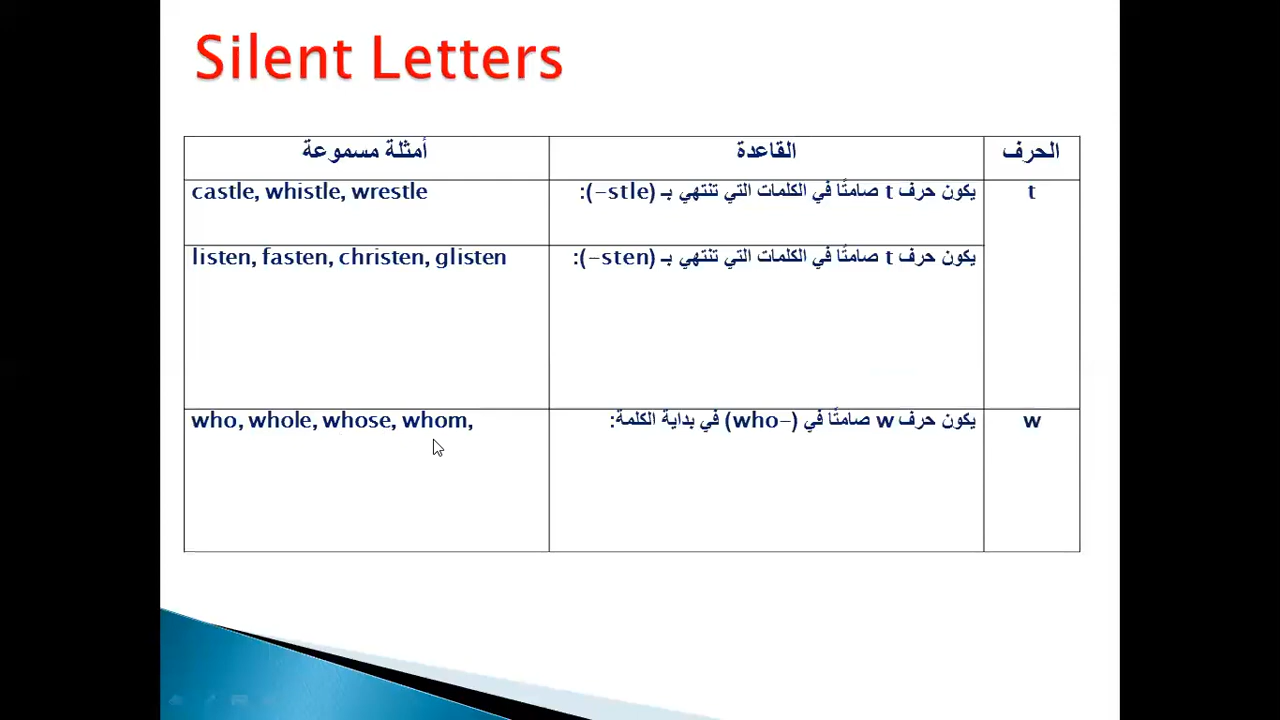 Silent Letters
الحرف
القاعدة
أمثلة مسموعة
t
يكون حرف t صامتًا في الكلمات التي تنتهي بـ (stle–):
castle, whistle, wrestle
يكون حرف t صامتًا في الكلمات التي تنتهي بـ (sten–):
listen, fasten, christen, glisten
w
يكون حرف w صامتًا في (who–) في بداية الكلمة:
who, whole, whose, whom,